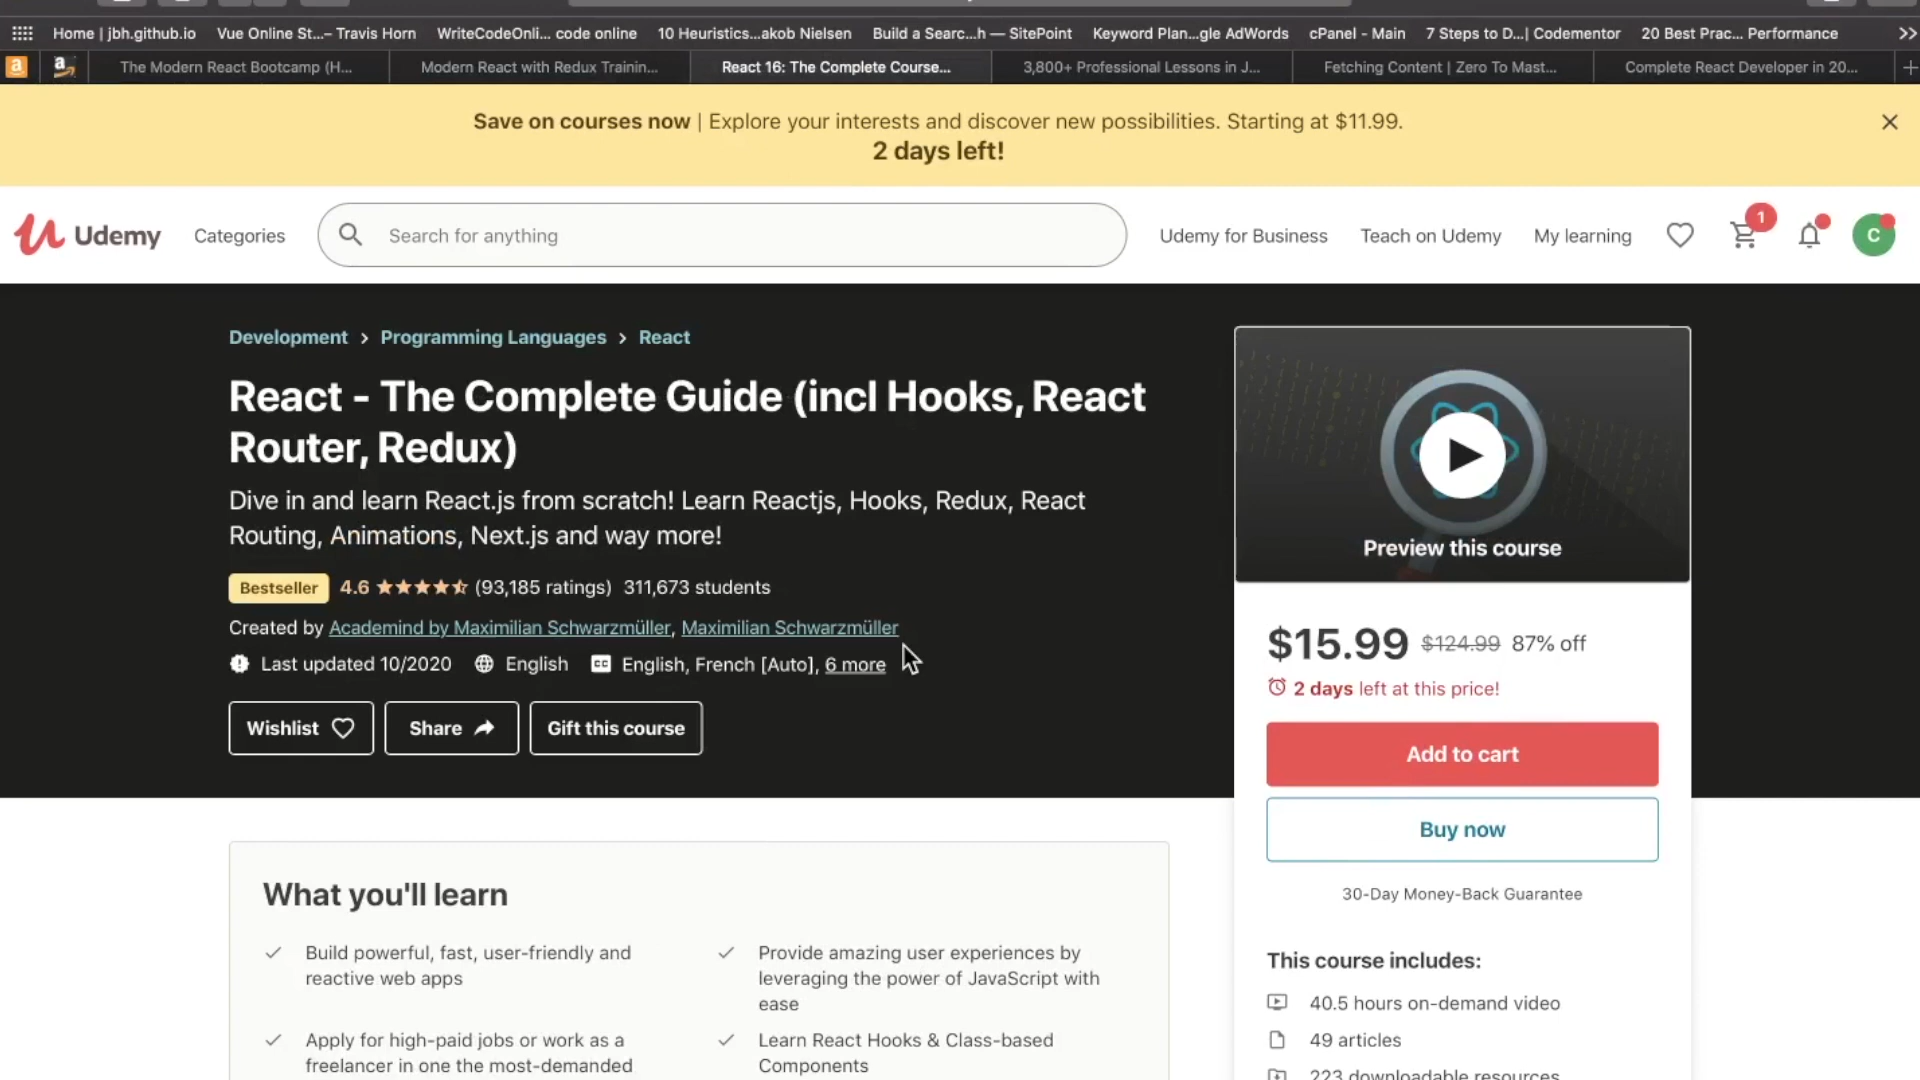 Home | jbh.github.io Vue Online St...– Travis Horn WriteCodeOnli... code online 10 Heuristics...akob Nielsen Build a Searc...h — SitePoint Keyword Plan...gle AdWords cPanel - Main 7 Steps to D...| Codementor 20 Best Prac... Performance
The Modern React Bootcamp (H... Modern React with Redux Trainin... React 16: The Complete Course... 3,800+ Professional Lessons in J... Fetching Content | Zero To Mast... Complete React Developer in 20...
Save on courses now | Explore your interests and discover new possibilities. Starting at $11.99.
2 days left!
Udemy Categories Search for anything Udemy for Business Teach on Udemy My learning 1 C
Development > Programming Languages > React
React - The Complete Guide (incl Hooks, React
Router, Redux)
Dive in and learn React.js from scratch! Learn Reactjs, Hooks, Redux, React
Routing, Animations, Next.js and way more!
Bestseller 4.6 (93,185 ratings) 311,673 students
Created by Academind by Maximilian Schwarzmüller, Maximilian Schwarzmüller
Last updated 10/2020 English CC English, French [Auto], 6 more
Wishlist Share Gift this course
Preview this course
$15.99 $124.99 87% off
2 days left at this price!
Add to cart
Buy now
30-Day Money-Back Guarantee
This course includes:
40.5 hours on-demand video
49 articles
223 downloadable resources
What you'll learn
Build powerful, fast, user-friendly and
reactive web apps
Provide amazing user experiences by
leveraging the power of JavaScript with
ease
Apply for high-paid jobs or work as a
freelancer in one the most-demanded
Learn React Hooks & Class-based
Components